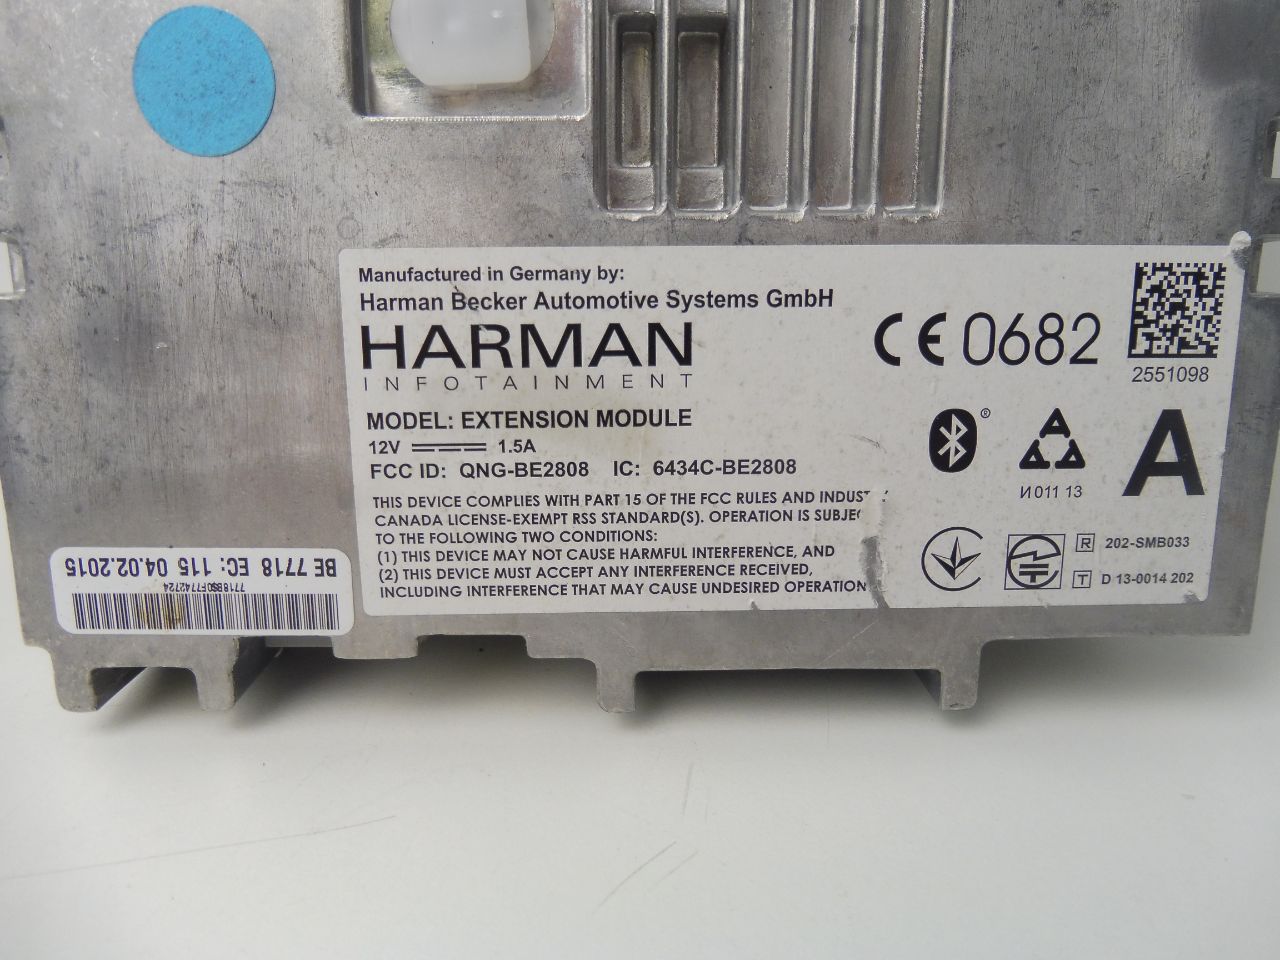 Manufactured in Germany by:
Harman Becker Automotive Systems GmbH
HARMAN
INFOTAINMENT
MODEL: EXTENSION MODULE
12V 1.5A
FCC ID: QNG-BE2808 IC: 6434C-BE2808
THIS DEVICE COMPLIES WITH PART 15 OF THE FCC RULES AND INDUST
CANADA LICENSE-EXEMPT RSS STANDARD(S). OPERATION IS SUBJE
TO THE FOLLOWING TWO CONDITIONS:
(1) THIS DEVICE MAY NOT CAUSE HARMFUL INTERFERENCE, AND
(2) THIS DEVICE MUST ACCEPT ANY INTERFERENCE RECEIVED,
INCLUDING INTERFERENCE THAT MAY CAUSE UNDESIRED OPERATION
CE 0682
2551098
®
A
И 011 13
A
R 202-SMB033
T D 13-0014 202
BE 7718 EC: 115 04.02.2015